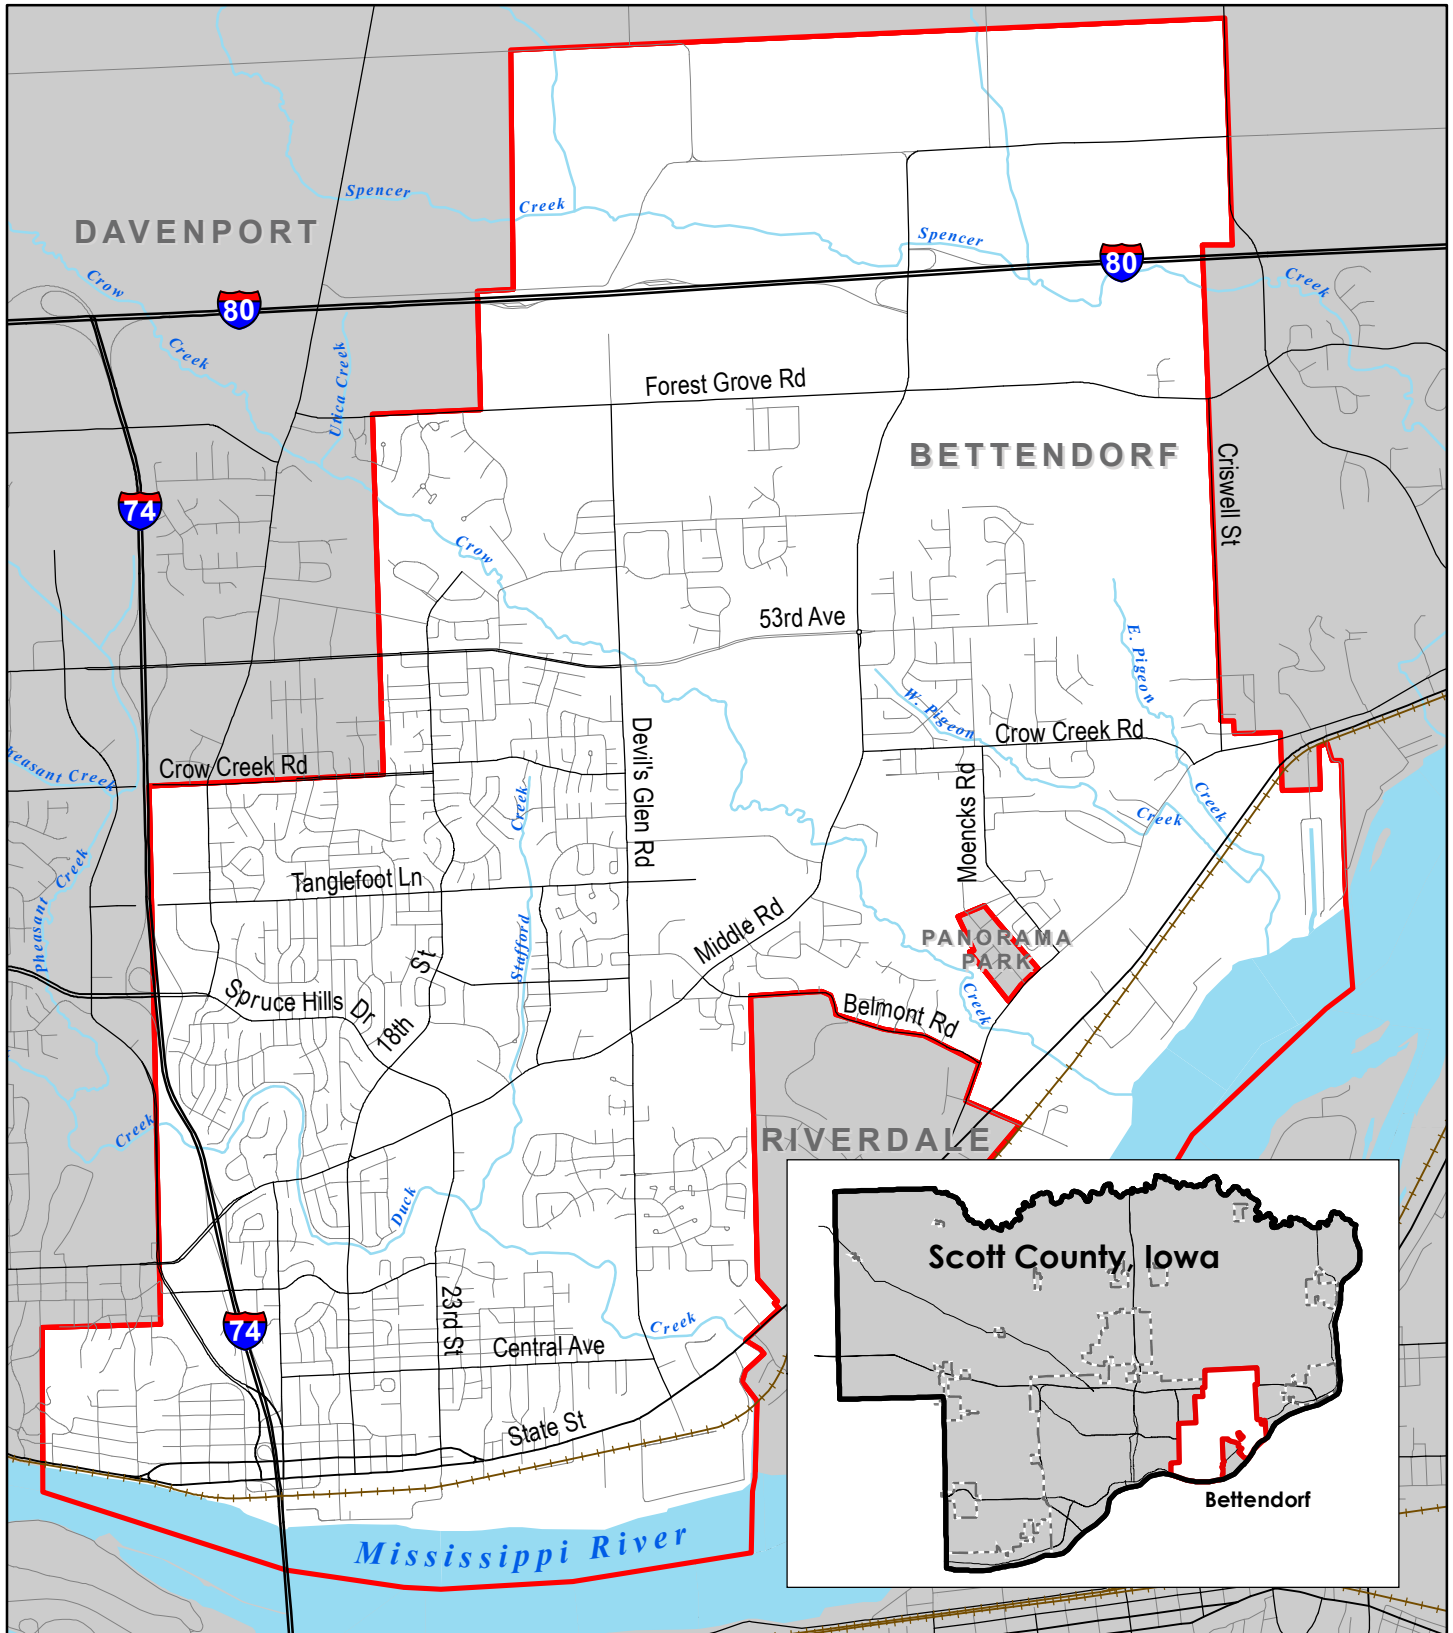 Spencer
Creek
DAVENPORT
Spencer
80
Creek
Crow
80
Creek
Utica Creek
Forest Grove Rd
BETTENDORF
Criswell St
74
Crow
53rd Ave
E. Pigeon
W. Pigeon
Crow Creek Rd
Devil's Glen Rd
Crow Creek Rd
Moencks Rd
Pheasant Creek
Creek
Creek
Creek
Tanglefoot Ln
Pheasant Creek
Stafford
Middle Rd
PANORAMA
PARK
18th St
Spruce Hills Dr
Belmont Rd
Creek
Creek
RIVERDALE
Duck
Scott County, Iowa
74
23rd St
Creek
Central Ave
State St
Bettendorf
Mississippi River